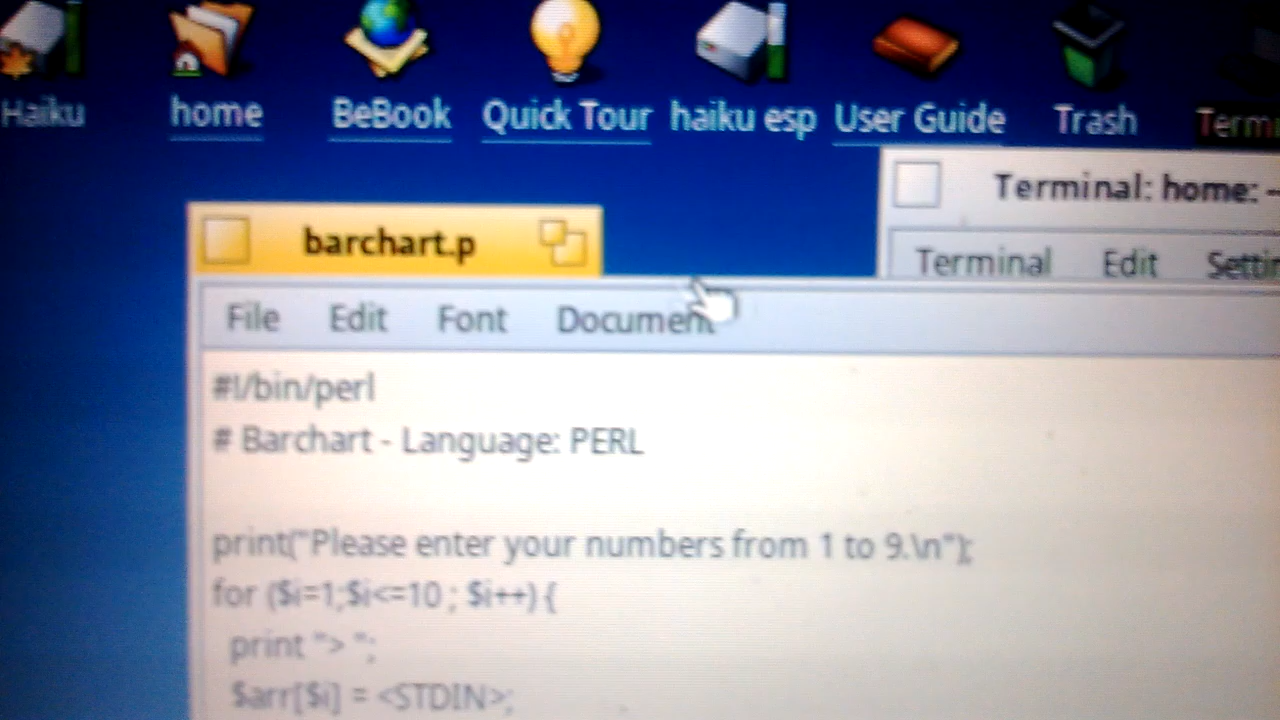 Haiku
home
BeBook
Quick Tour
haiku esp
User Guide
Trash
Term
Terminal: home: -
Terminal Edit Settin
barchart.p
File Edit Font Document
#!/bin/perl
# Barchart - Language: PERL
print("Please enter your numbers from 1 to 9.\n");
for ($i=1;$i<=10 ; $i++) {
print "> ";
$arr[$i] = <STDIN>;